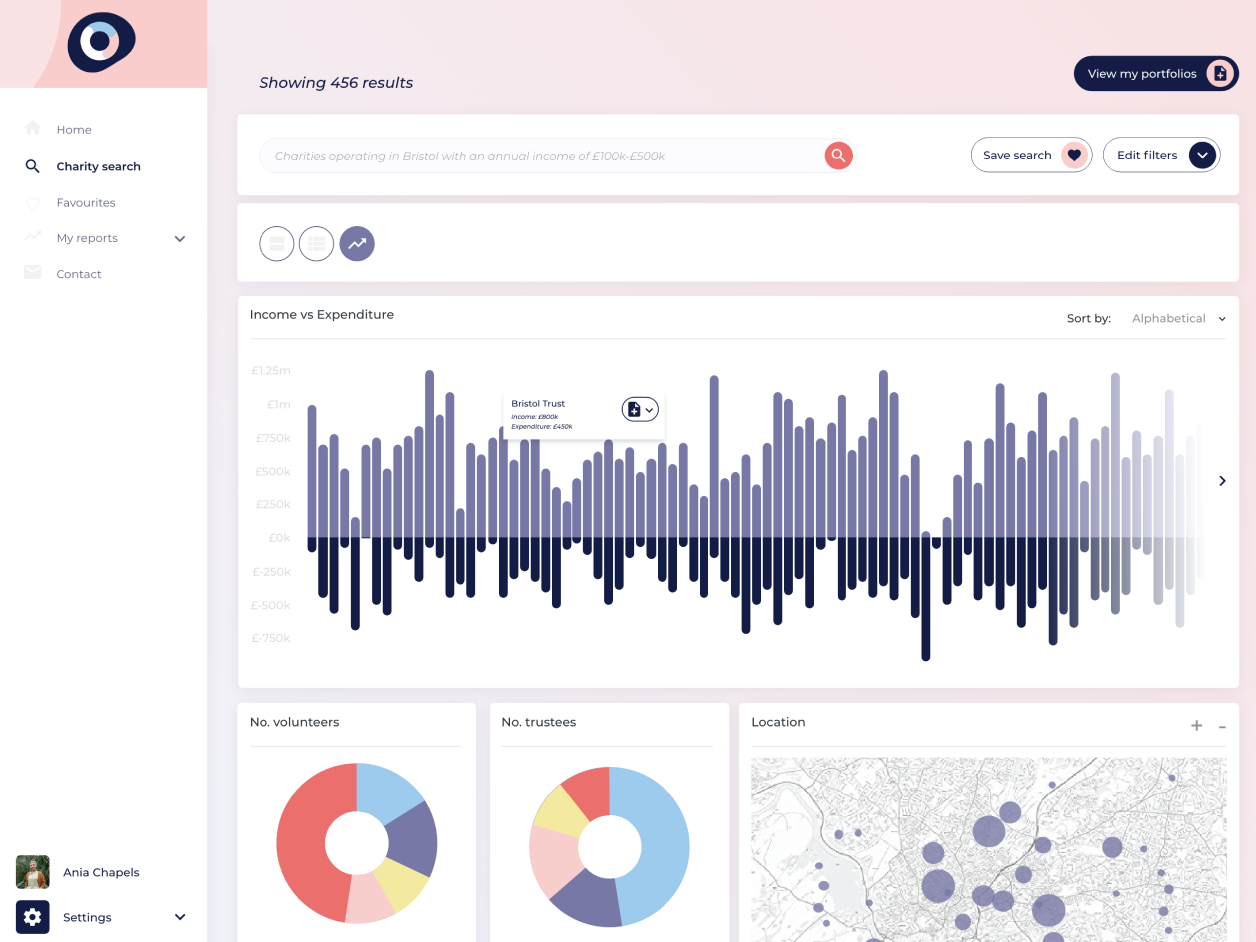 Showing 456 results
View my portfolios
Home
Charity search
Favourites
My reports
Contact
Charities operating in Bristol with an annual income of £100k-£500k
Save search
Edit filters
Income vs Expenditure
Sort by:
Alphabetical
£1.25m
£1m
£750k
£500k
£250k
£0k
£-250k
£-500k
£-750k
Bristol Trust
Income: £800k
Expenditure: £450k
No. volunteers
No. trustees
Location
+
-
Ania Chapels
Settings